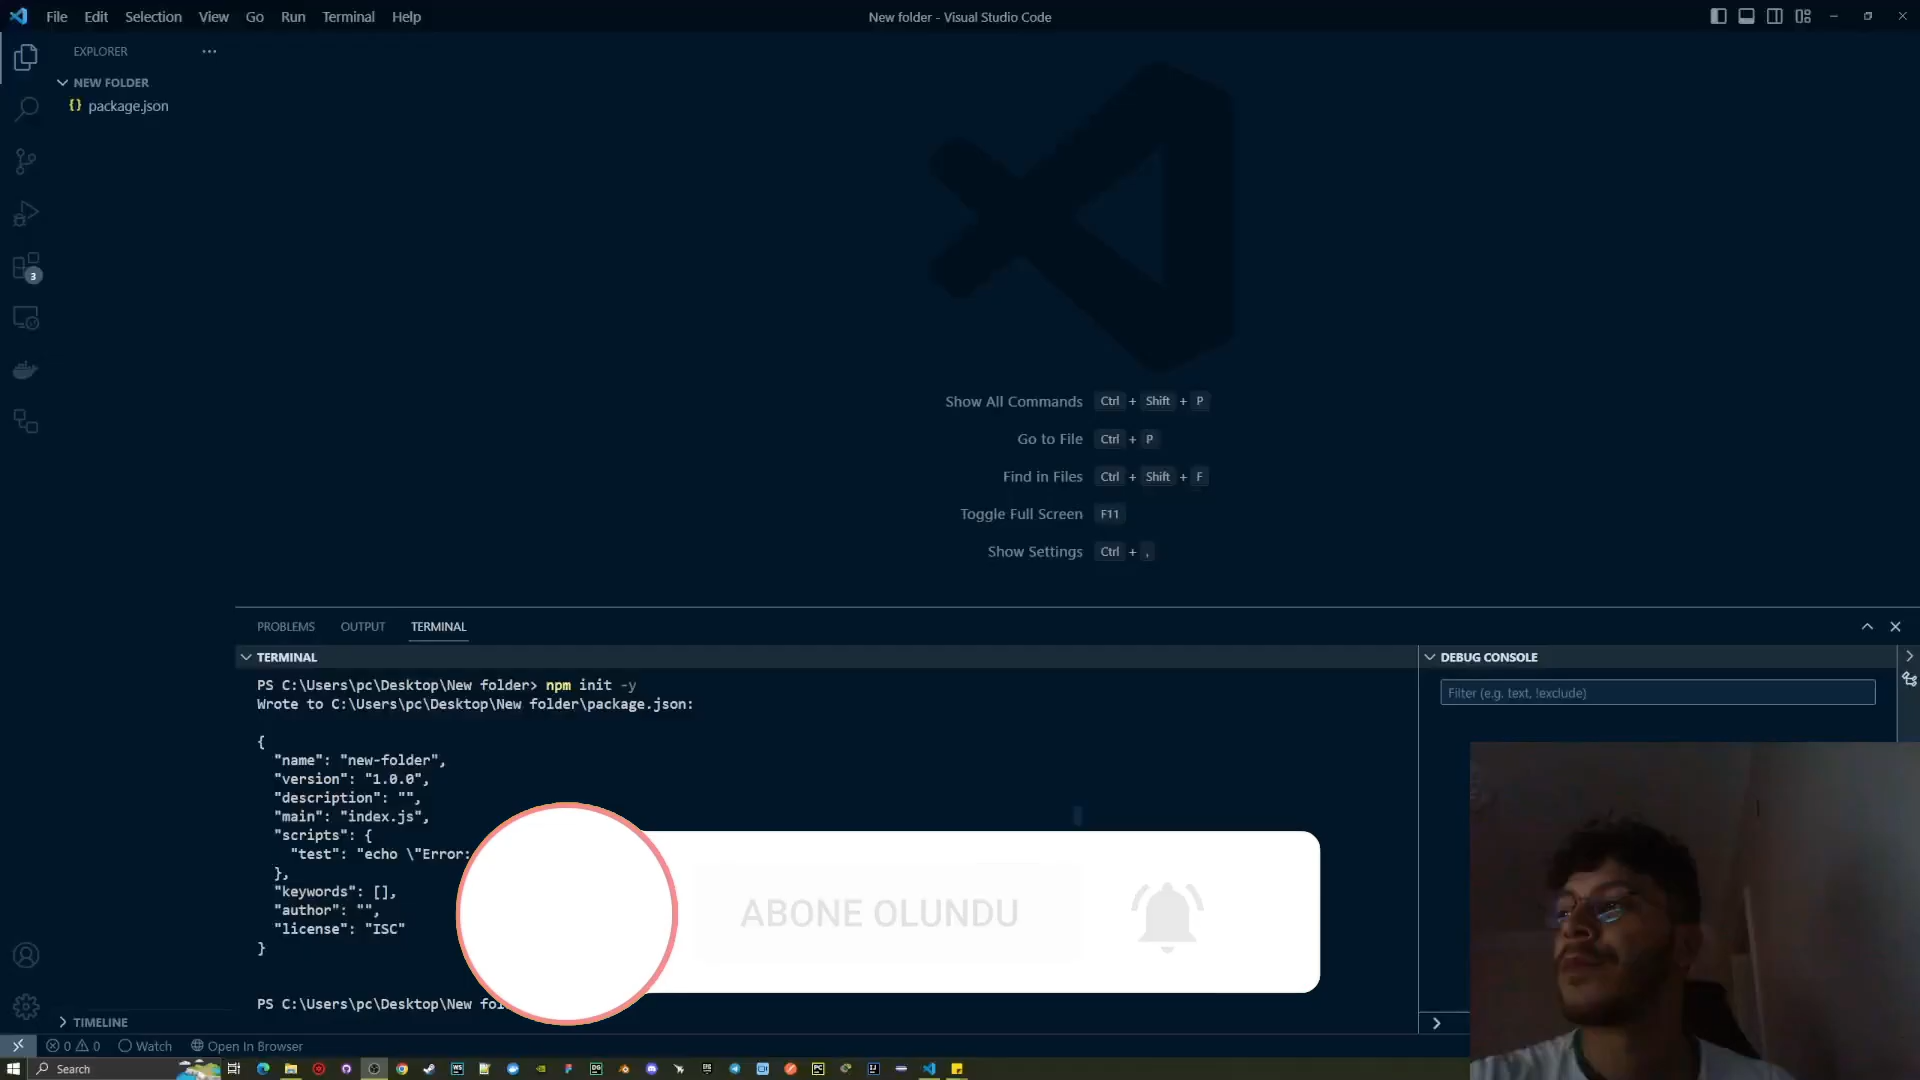 File Edit Selection View Go Run Terminal Help
New folder - Visual Studio Code
EXPLORER
NEW FOLDER
{} package.json
3
Show All Commands Ctrl + Shift + P
Go to File Ctrl + P
Find in Files Ctrl + Shift + F
Toggle Full Screen F11
Show Settings Ctrl + ,
PROBLEMS OUTPUT TERMINAL
TERMINAL
PS C:\Users\pc\Desktop\New folder> npm init -y
Wrote to C:\Users\pc\Desktop\New folder\package.json:
{
"name": "new-folder",
"version": "1.0.0",
"description": "",
"main": "index.js",
"scripts": {
"test": "echo \"Error:
},
"keywords": [],
"author": "",
"license": "ISC"
}
PS C:\Users\pc\Desktop\New
DEBUG CONSOLE
Filter (e.g. text, !exclude)
ABONE OLUNDU
TIMELINE
0 0 Watch Open In Browser
Search